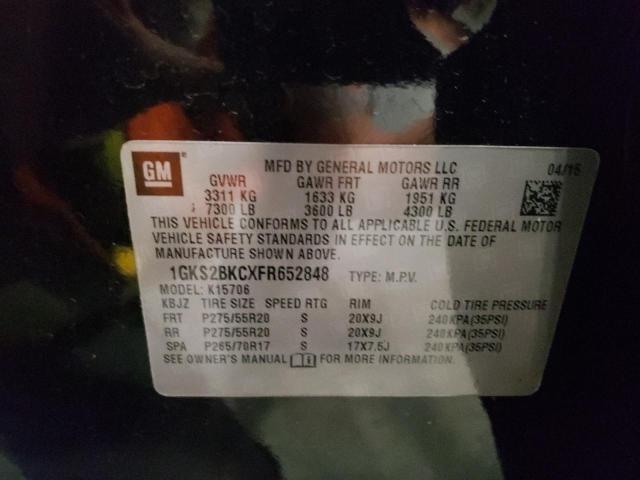 GM
MFD BY GENERAL MOTORS LLC 04/15
GVWR GAWR FRT GAWR RR
3311 KG 1633 KG 1951 KG
7300 LB 3600 LB 4300 LB
THIS VEHICLE CONFORMS TO ALL APPLICABLE U.S. FEDERAL MOTOR
VEHICLE SAFETY STANDARDS IN EFFECT ON THE DATE OF
MANUFACTURE SHOWN ABOVE.
1GKS2BKCXFR652848 TYPE: M.P.V.
MODEL: K15706
KBJZ TIRE SIZE SPEED RTG RIM COLD TIRE PRESSURE
FRT P275/55R20 S 20X9J 240KPA(35PSI)
RR P275/55R20 S 20X9J 240KPA(35PSI)
SPA P265/70R17 S 17X7.5J 240KPA(35PSI)
SEE OWNER'S MANUAL FOR MORE INFORMATION.